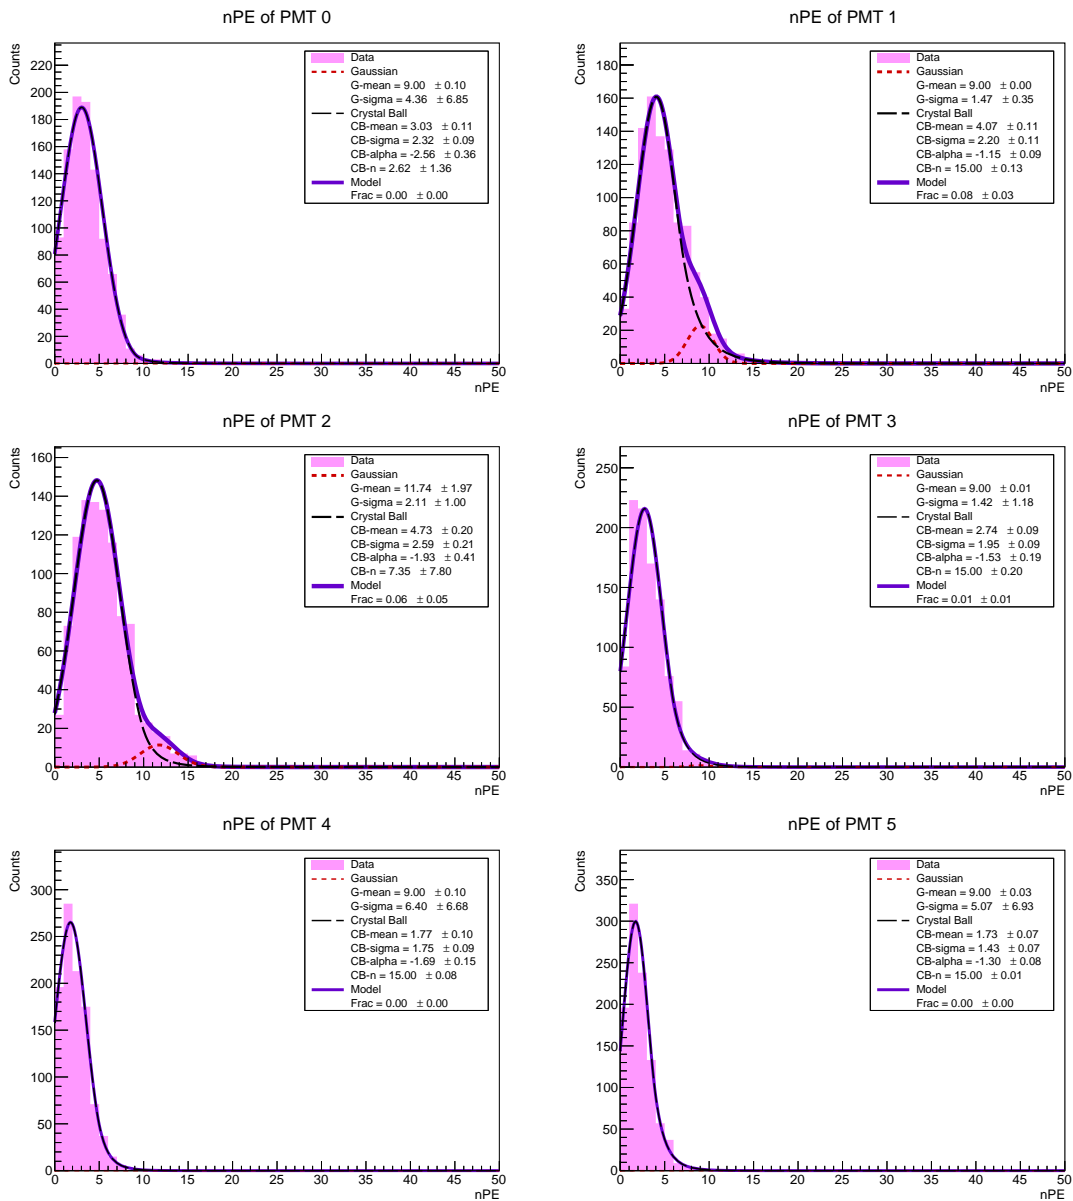 nPE of PMT 0
Counts
220
200
180
160
140
120
100
80
60
40
20
0
0 5 10 15 20 25 30 35 40 45 50
nPE
Data
Gaussian
G-mean = 9.00 ± 0.10
G-sigma = 4.36 ± 6.85
Crystal Ball
CB-mean = 3.03 ± 0.11
CB-sigma = 2.32 ± 0.09
CB-alpha = -2.56 ± 0.36
CB-n = 2.62 ± 1.36
Model
Frac = 0.00 ± 0.00
nPE of PMT 1
Counts
180
160
140
120
100
80
60
40
20
0
0 5 10 15 20 25 30 35 40 45 50
nPE
Data
Gaussian
G-mean = 9.00 ± 0.00
G-sigma = 1.47 ± 0.35
Crystal Ball
CB-mean = 4.07 ± 0.11
CB-sigma = 2.20 ± 0.11
CB-alpha = -1.15 ± 0.09
CB-n = 15.00 ± 0.13
Model
Frac = 0.08 ± 0.03
nPE of PMT 2
Counts
160
140
120
100
80
60
40
20
0
0 5 10 15 20 25 30 35 40 45 50
nPE
Data
Gaussian
G-mean = 11.74 ± 1.97
G-sigma = 2.11 ± 1.00
Crystal Ball
CB-mean = 4.73 ± 0.20
CB-sigma = 2.59 ± 0.21
CB-alpha = -1.93 ± 0.41
CB-n = 7.35 ± 7.80
Model
Frac = 0.06 ± 0.05
nPE of PMT 3
Counts
250
200
150
100
50
0
0 5 10 15 20 25 30 35 40 45 50
nPE
Data
Gaussian
G-mean = 9.00 ± 0.01
G-sigma = 1.42 ± 1.18
Crystal Ball
CB-mean = 2.74 ± 0.09
CB-sigma = 1.95 ± 0.09
CB-alpha = -1.53 ± 0.19
CB-n = 15.00 ± 0.20
Model
Frac = 0.01 ± 0.01
nPE of PMT 4
Counts
300
250
200
150
100
50
0
0 5 10 15 20 25 30 35 40 45 50
nPE
Data
Gaussian
G-mean = 9.00 ± 0.10
G-sigma = 6.40 ± 6.68
Crystal Ball
CB-mean = 1.77 ± 0.10
CB-sigma = 1.75 ± 0.09
CB-alpha = -1.69 ± 0.15
CB-n = 15.00 ± 0.08
Model
Frac = 0.00 ± 0.00
nPE of PMT 5
Counts
350
300
250
200
150
100
50
0
0 5 10 15 20 25 30 35 40 45 50
nPE
Data
Gaussian
G-mean = 9.00 ± 0.03
G-sigma = 5.07 ± 6.93
Crystal Ball
CB-mean = 1.73 ± 0.07
CB-sigma = 1.43 ± 0.07
CB-alpha = -1.30 ± 0.08
CB-n = 15.00 ± 0.01
Model
Frac = 0.00 ± 0.00